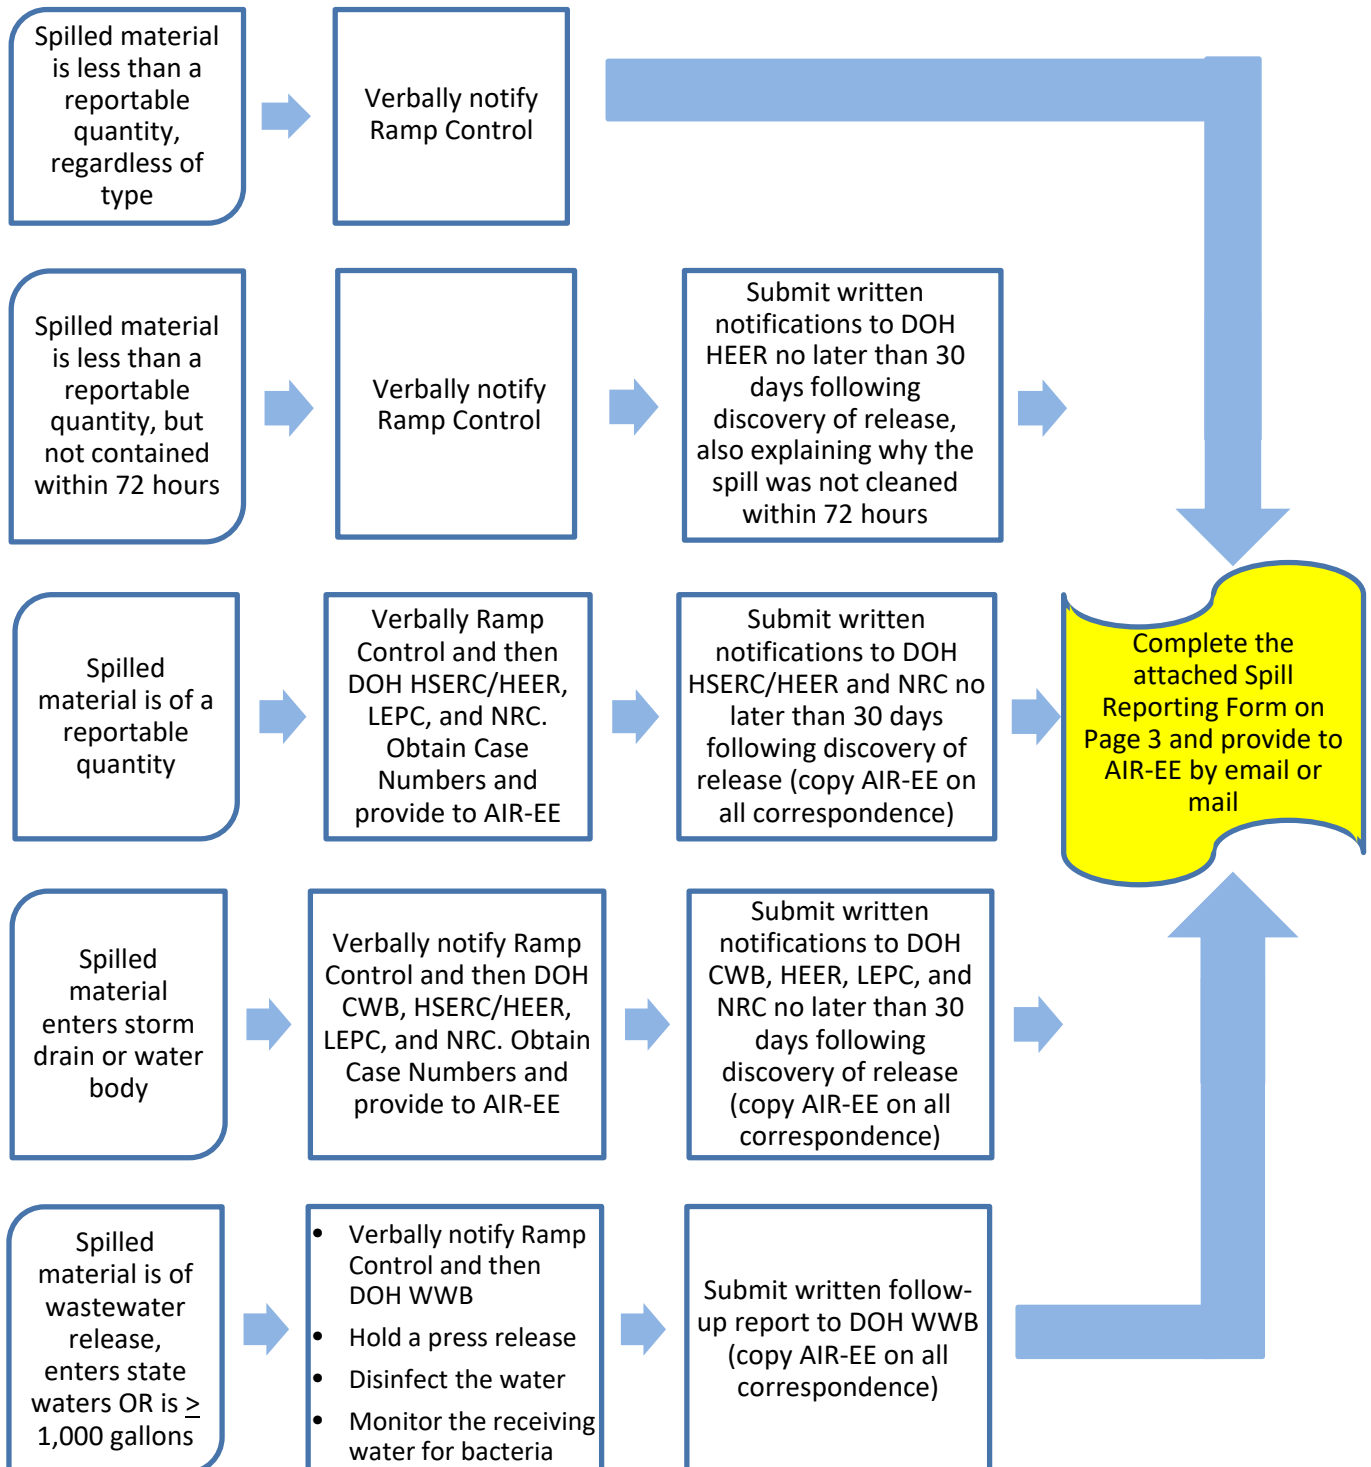 Spilled material
is less than a
reportable
quantity,
regardless of
type
Verbally notify
Ramp Control
Spilled material
is less than a
reportable
quantity, but
not contained
within 72 hours
Verbally notify
Ramp Control
Submit written
notifications to DOH
HEER no later than 30
days following
discovery of release,
also explaining why the
spill was not cleaned
within 72 hours
Spilled
material is of a
reportable
quantity
Verbally Ramp
Control and then
DOH HSERC/HEER,
LEPC, and NRC.
Obtain Case
Numbers and
provide to AIR-EE
Submit written
notifications to DOH
HSERC/HEER and NRC no
later than 30 days
following discovery of
release (copy AIR-EE on
all correspondence)
Complete the
attached Spill
Reporting Form on
Page 3 and provide to
AIR-EE by email or
mail
Spilled
material
enters storm
drain or water
body
Verbally notify Ramp
Control and then DOH
CWB, HSERC/HEER,
LEPC, and NRC. Obtain
Case Numbers and
provide to AIR-EE
Submit written
notifications to DOH
CWB, HEER, LEPC, and
NRC no later than 30
days following
discovery of release
(copy AIR-EE on all
correspondence)
Spilled
material is of
wastewater
release,
enters state
waters OR is ≥
1,000 gallons
• Verbally notify Ramp
Control and then
DOH WWB
• Hold a press release
• Disinfect the water
• Monitor the receiving
water for bacteria
Submit written follow-
up report to DOH WWB
(copy AIR-EE on all
correspondence)